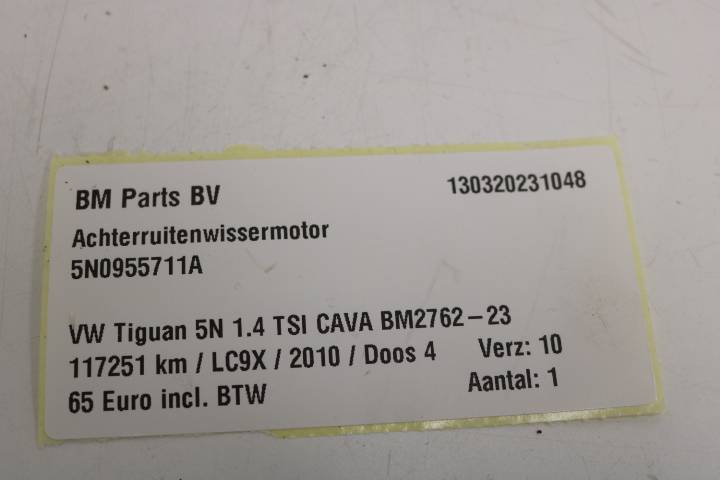 BM Parts BV 130320231048
Achterruitenwissermotor
5N0955711A
VW Tiguan 5N 1.4 TSI CAVA BM2762-23
117251 km / LC9X / 2010 / Doos 4 Verz: 10
65 Euro incl. BTW Aantal: 1